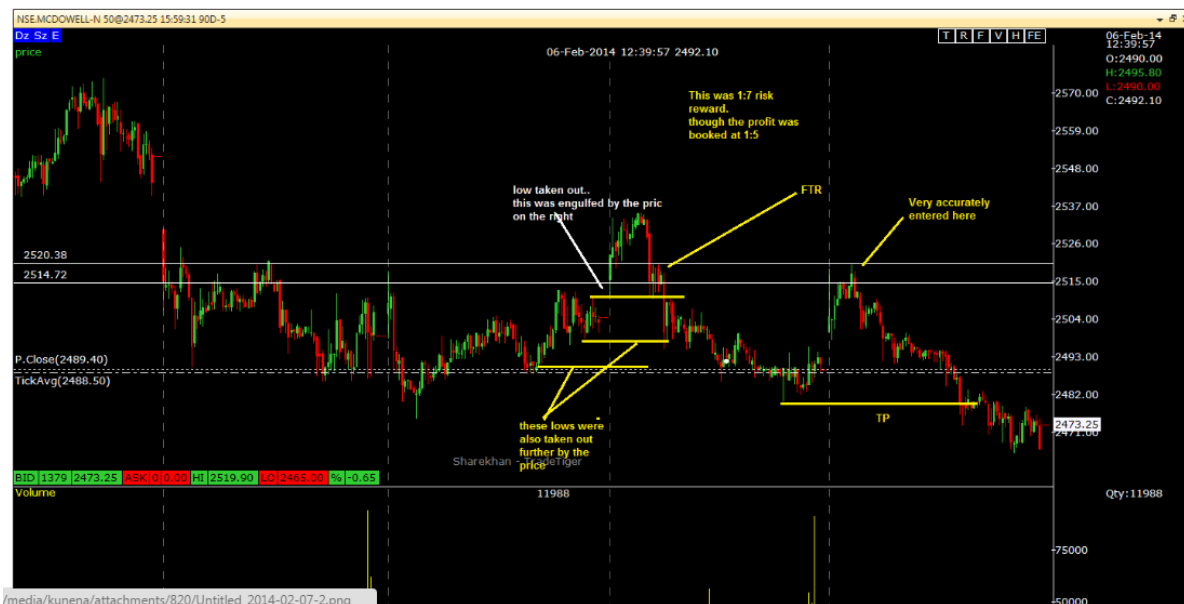 NSE.MCDOWELL-N 50@2473.25 15:59:31 90D-5
Dz Sz E
T R F V H FE
06-Feb-14
12:39:57
price
06-Feb-2014 12:39:57 2492.10
O:2490.00
H:2495.80
L:2490.00
C:2492.10
This was 1:7 risk
reward.
though the profit was
booked at 1:5
2570.00
2559.00
2548.00
2537.00
2526.00
2515.00
2504.00
2493.00
2482.00
2473.25
2471.00
low taken out..
this was engulfed by the pric
on the right
FTR
Very accurately
entered here
2520.38
2514.72
P.Close(2489.40)
TickAvg(2488.50)
TP
these lows were
also taken out
further by the
price
Sharekhan - TradeTiger
BID 1379 2473.25 ASK 0 0.00 HI 2519.90 LO 2465.00 % -0.65
Volume
11988
Qty:11988
75000
50000
/media/kunena/attachments/820/Untitled_2014-02-07-2.png